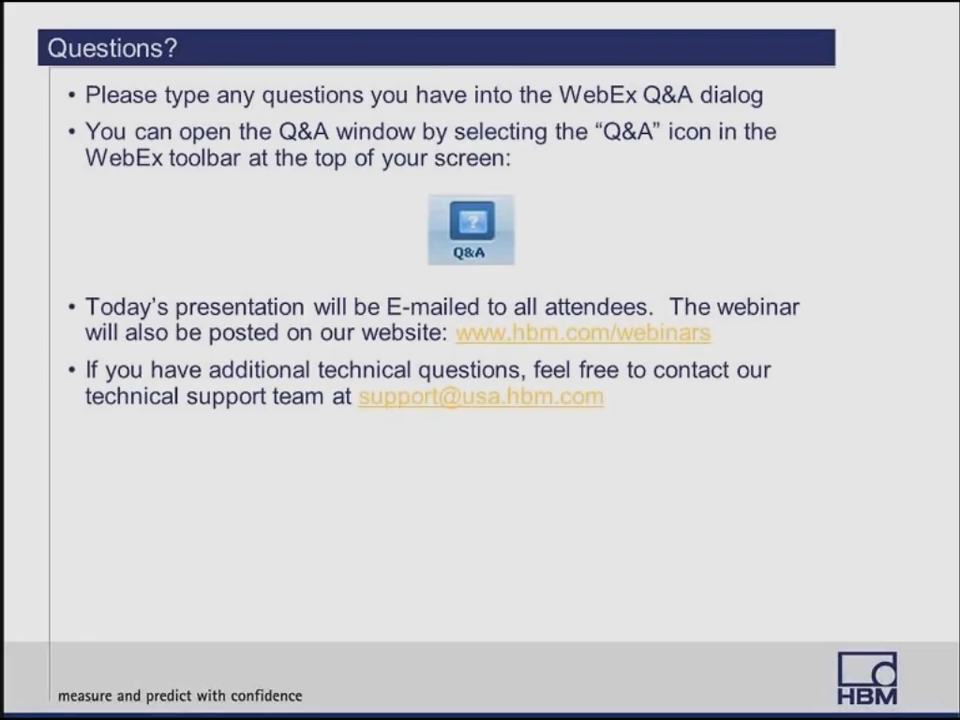 Questions?
• Please type any questions you have into the WebEx Q&A dialog
• You can open the Q&A window by selecting the “Q&A” icon in the
WebEx toolbar at the top of your screen:
?
Q&A
• Today’s presentation will be E-mailed to all attendees.  The webinar
will also be posted on our website: www.hbm.com/webinars
• If you have additional technical questions, feel free to contact our
technical support team at support@usa.hbm.com
measure and predict with confidence
HBM